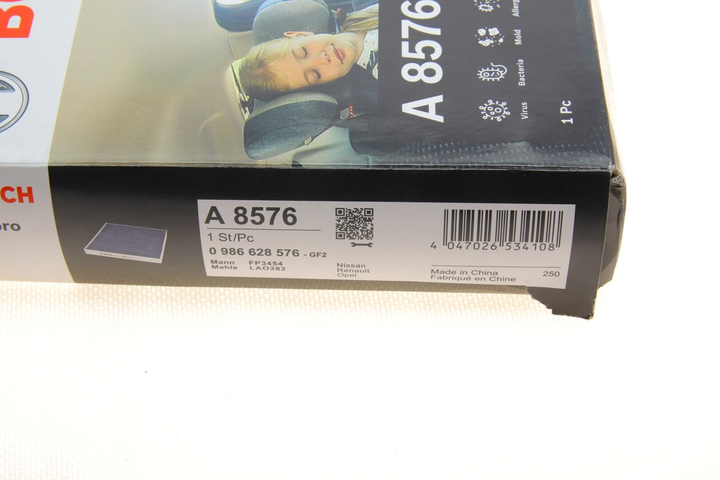 A 8576
Allerg
Mold
Bacteria
Virus
1 Pc
A 8576
1 St/Pc
0 986 628 576 - GF2
Mann FP3454
Mahle LAO382
Nissan
Renault
Opel
4 047026 534108
Made in China
Fabriqué en Chine
250